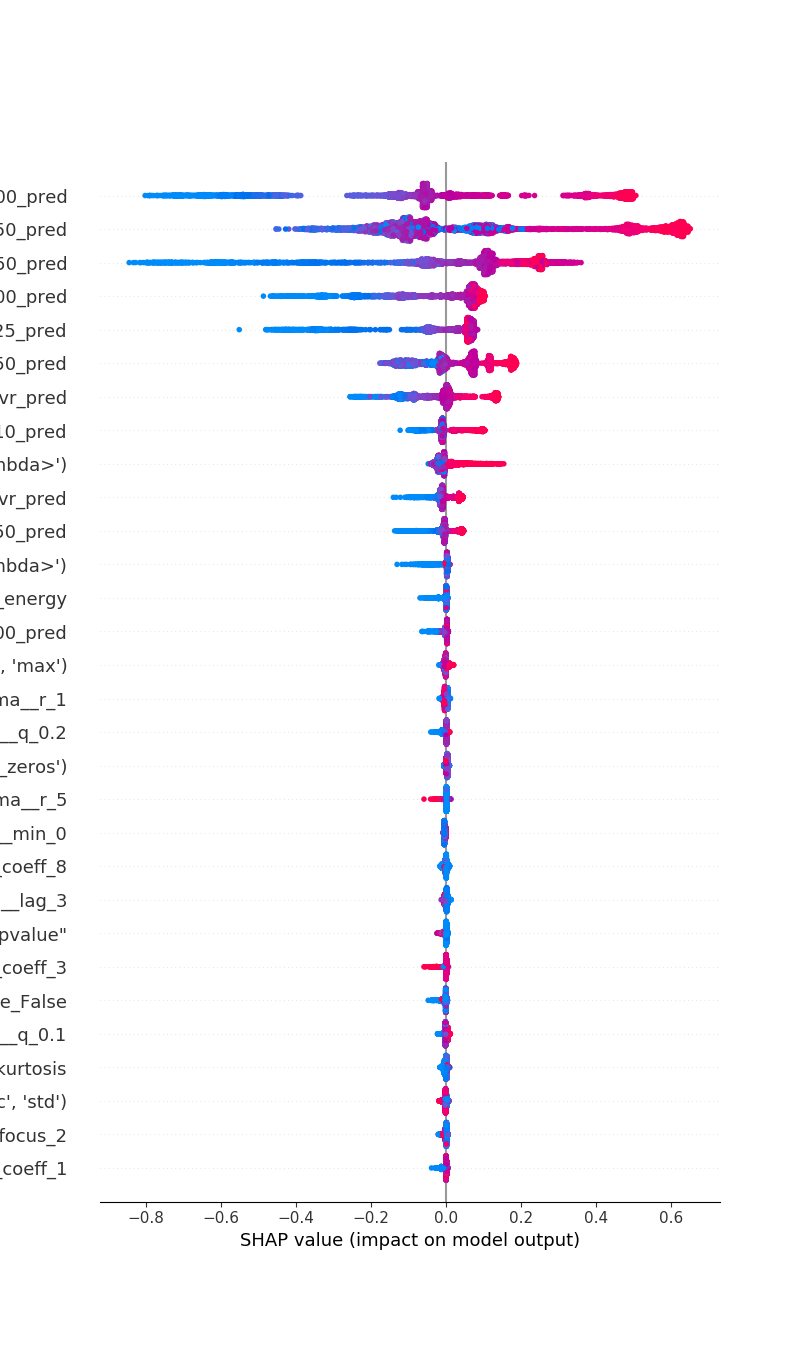 00_pred
50_pred
50_pred
00_pred
25_pred
50_pred
vr_pred
10_pred
nbda>')
vr_pred
50_pred
nbda>')
_energy
00_pred
, 'max')
ma__r_1
__q_0.2
_zeros')
ma__r_5
__min_0
_coeff_8
__lag_3
pvalue"
_coeff_3
e_False
__q_0.1
kurtosis
c', 'std')
focus_2
_coeff_1
−0.8 −0.6 −0.4 −0.2 0.0 0.2 0.4 0.6
SHAP value (impact on model output)